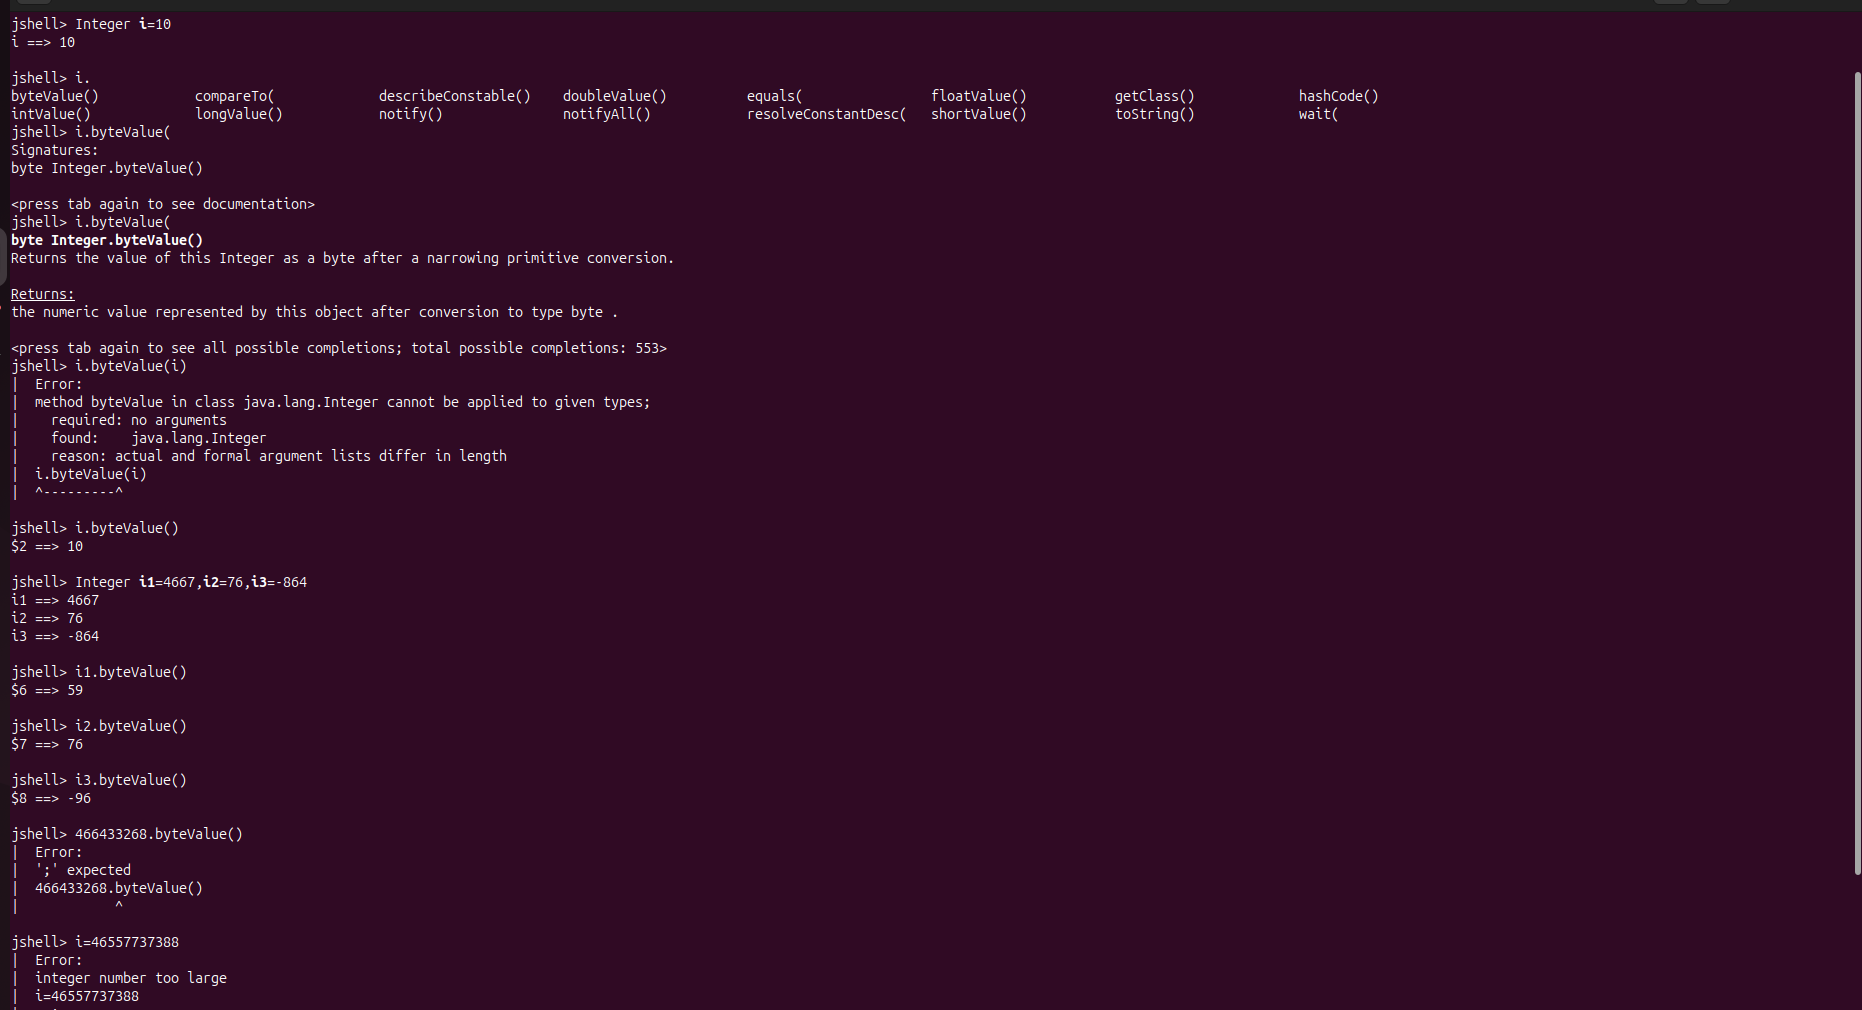 jshell> Integer i=10
i ==> 10
jshell> i.
byteValue() compareTo( describeConstable() doubleValue() equals( floatValue() getClass() hashCode()
intValue() longValue() notify() notifyAll() resolveConstantDesc( shortValue() toString() wait(
jshell> i.byteValue(
Signatures:
byte Integer.byteValue()
<press tab again to see documentation>
jshell> i.byteValue(
byte Integer.byteValue()
Returns the value of this Integer as a byte after a narrowing primitive conversion.
Returns:
the numeric value represented by this object after conversion to type byte .
<press tab again to see all possible completions; total possible completions: 553>
jshell> i.byteValue(i)
|  Error:
|  method byteValue in class java.lang.Integer cannot be applied to given types;
|    required: no arguments
|    found:    java.lang.Integer
|    reason: actual and formal argument lists differ in length
|  i.byteValue(i)
|  ^---------^
jshell> i.byteValue()
$2 ==> 10
jshell> Integer i1=4667,i2=76,i3=-864
i1 ==> 4667
i2 ==> 76
i3 ==> -864
jshell> i1.byteValue()
$6 ==> 59
jshell> i2.byteValue()
$7 ==> 76
jshell> i3.byteValue()
$8 ==> -96
jshell> 466433268.byteValue()
|  Error:
|  ';' expected
|  466433268.byteValue()
|            ^
jshell> i=46557737388
|  Error:
|  integer number too large
|  i=46557737388